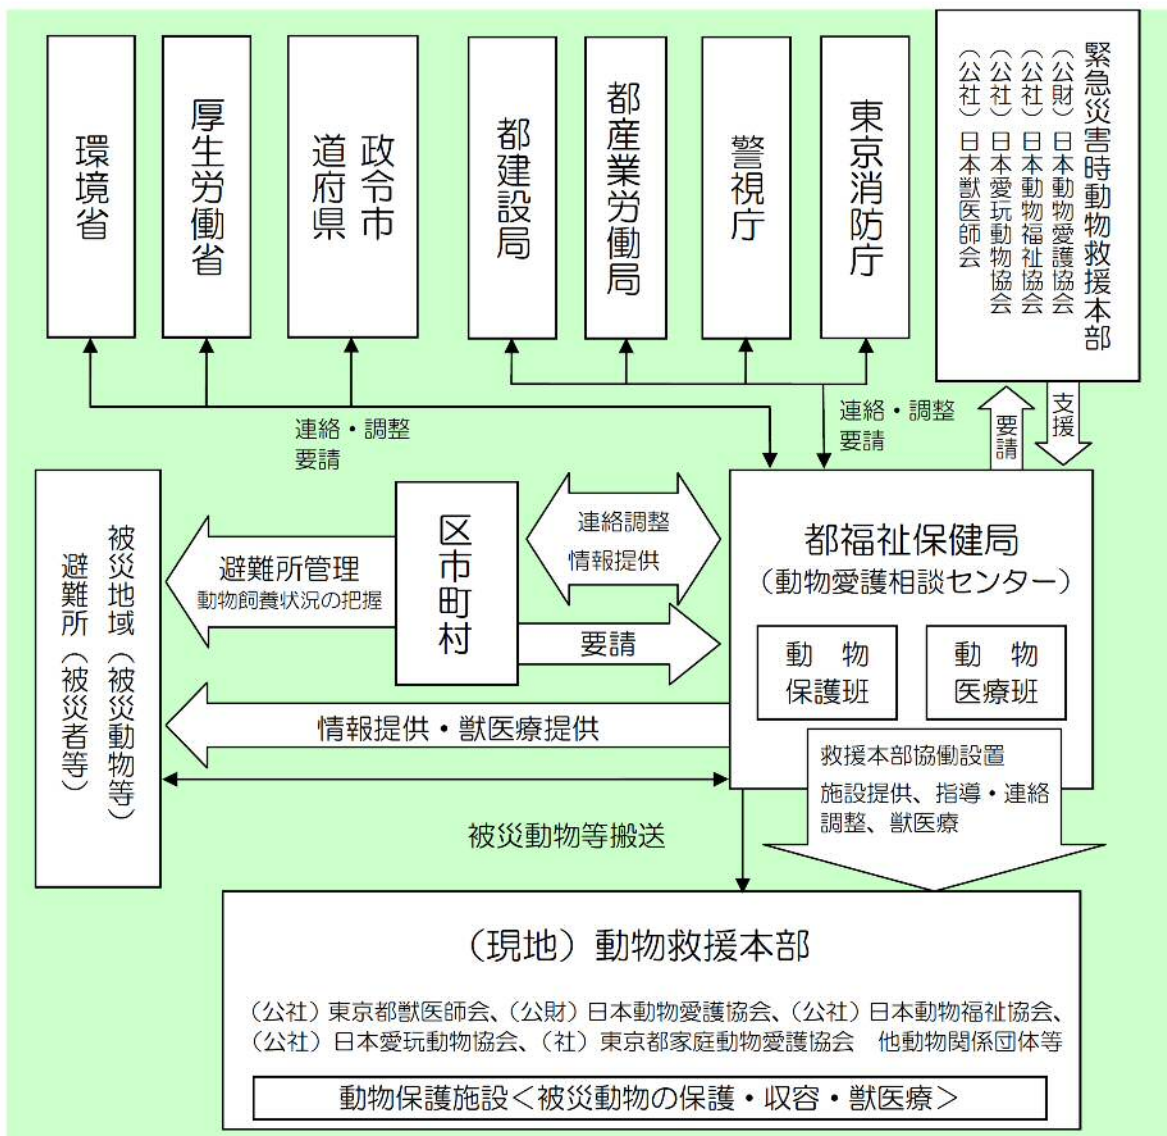 環境省
厚生労働省
政令市
道府県
都建設局
都産業労働局
警視庁
東京消防庁
緊急災害時動物救援本部
（公財）日本動物愛護協会
（公社）日本動物福祉協会
（公社）日本愛玩動物協会
（公社）日本獣医師会
連絡・調整
要請
連絡・調整
要請
要請
支援
被災地域（被災動物等）
避難所（被災者等）
避難所管理
動物飼養状況の把握
区市町村
連絡調整
情報提供
要請
都福祉保健局
（動物愛護相談センター）
動　物
保護班
動　物
医療班
情報提供・獣医療提供
救援本部協働設置
施設提供、指導・連絡
調整、獣医療
被災動物等搬送
（現地）動物救援本部
（公社）東京都獣医師会、（公財）日本動物愛護協会、（公社）日本動物福祉協会、
（公社）日本愛玩動物協会、（社）東京都家庭動物愛護協会　他動物関係団体等
動物保護施設＜被災動物の保護・収容・獣医療＞